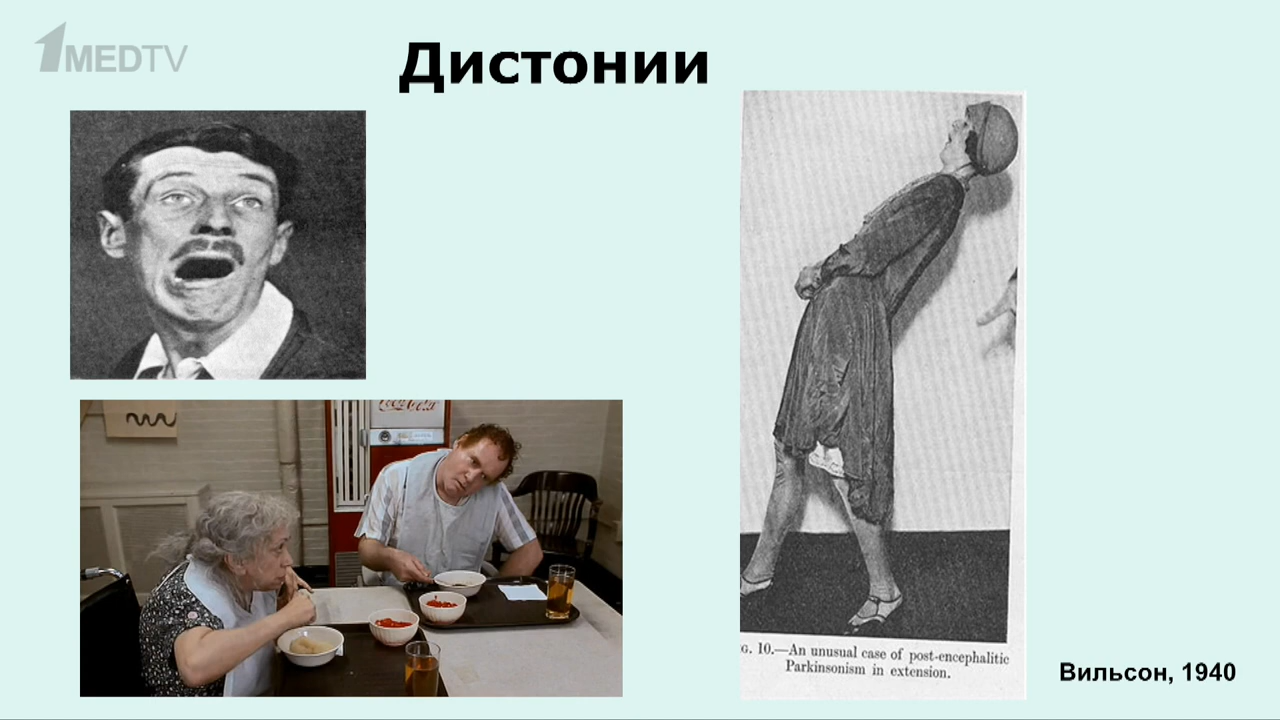 1MEDTV
Дистонии
Coca-Cola
G. 10.—An unusual case of post-encephalitic
Parkinsonism in extension.
Вильсон, 1940